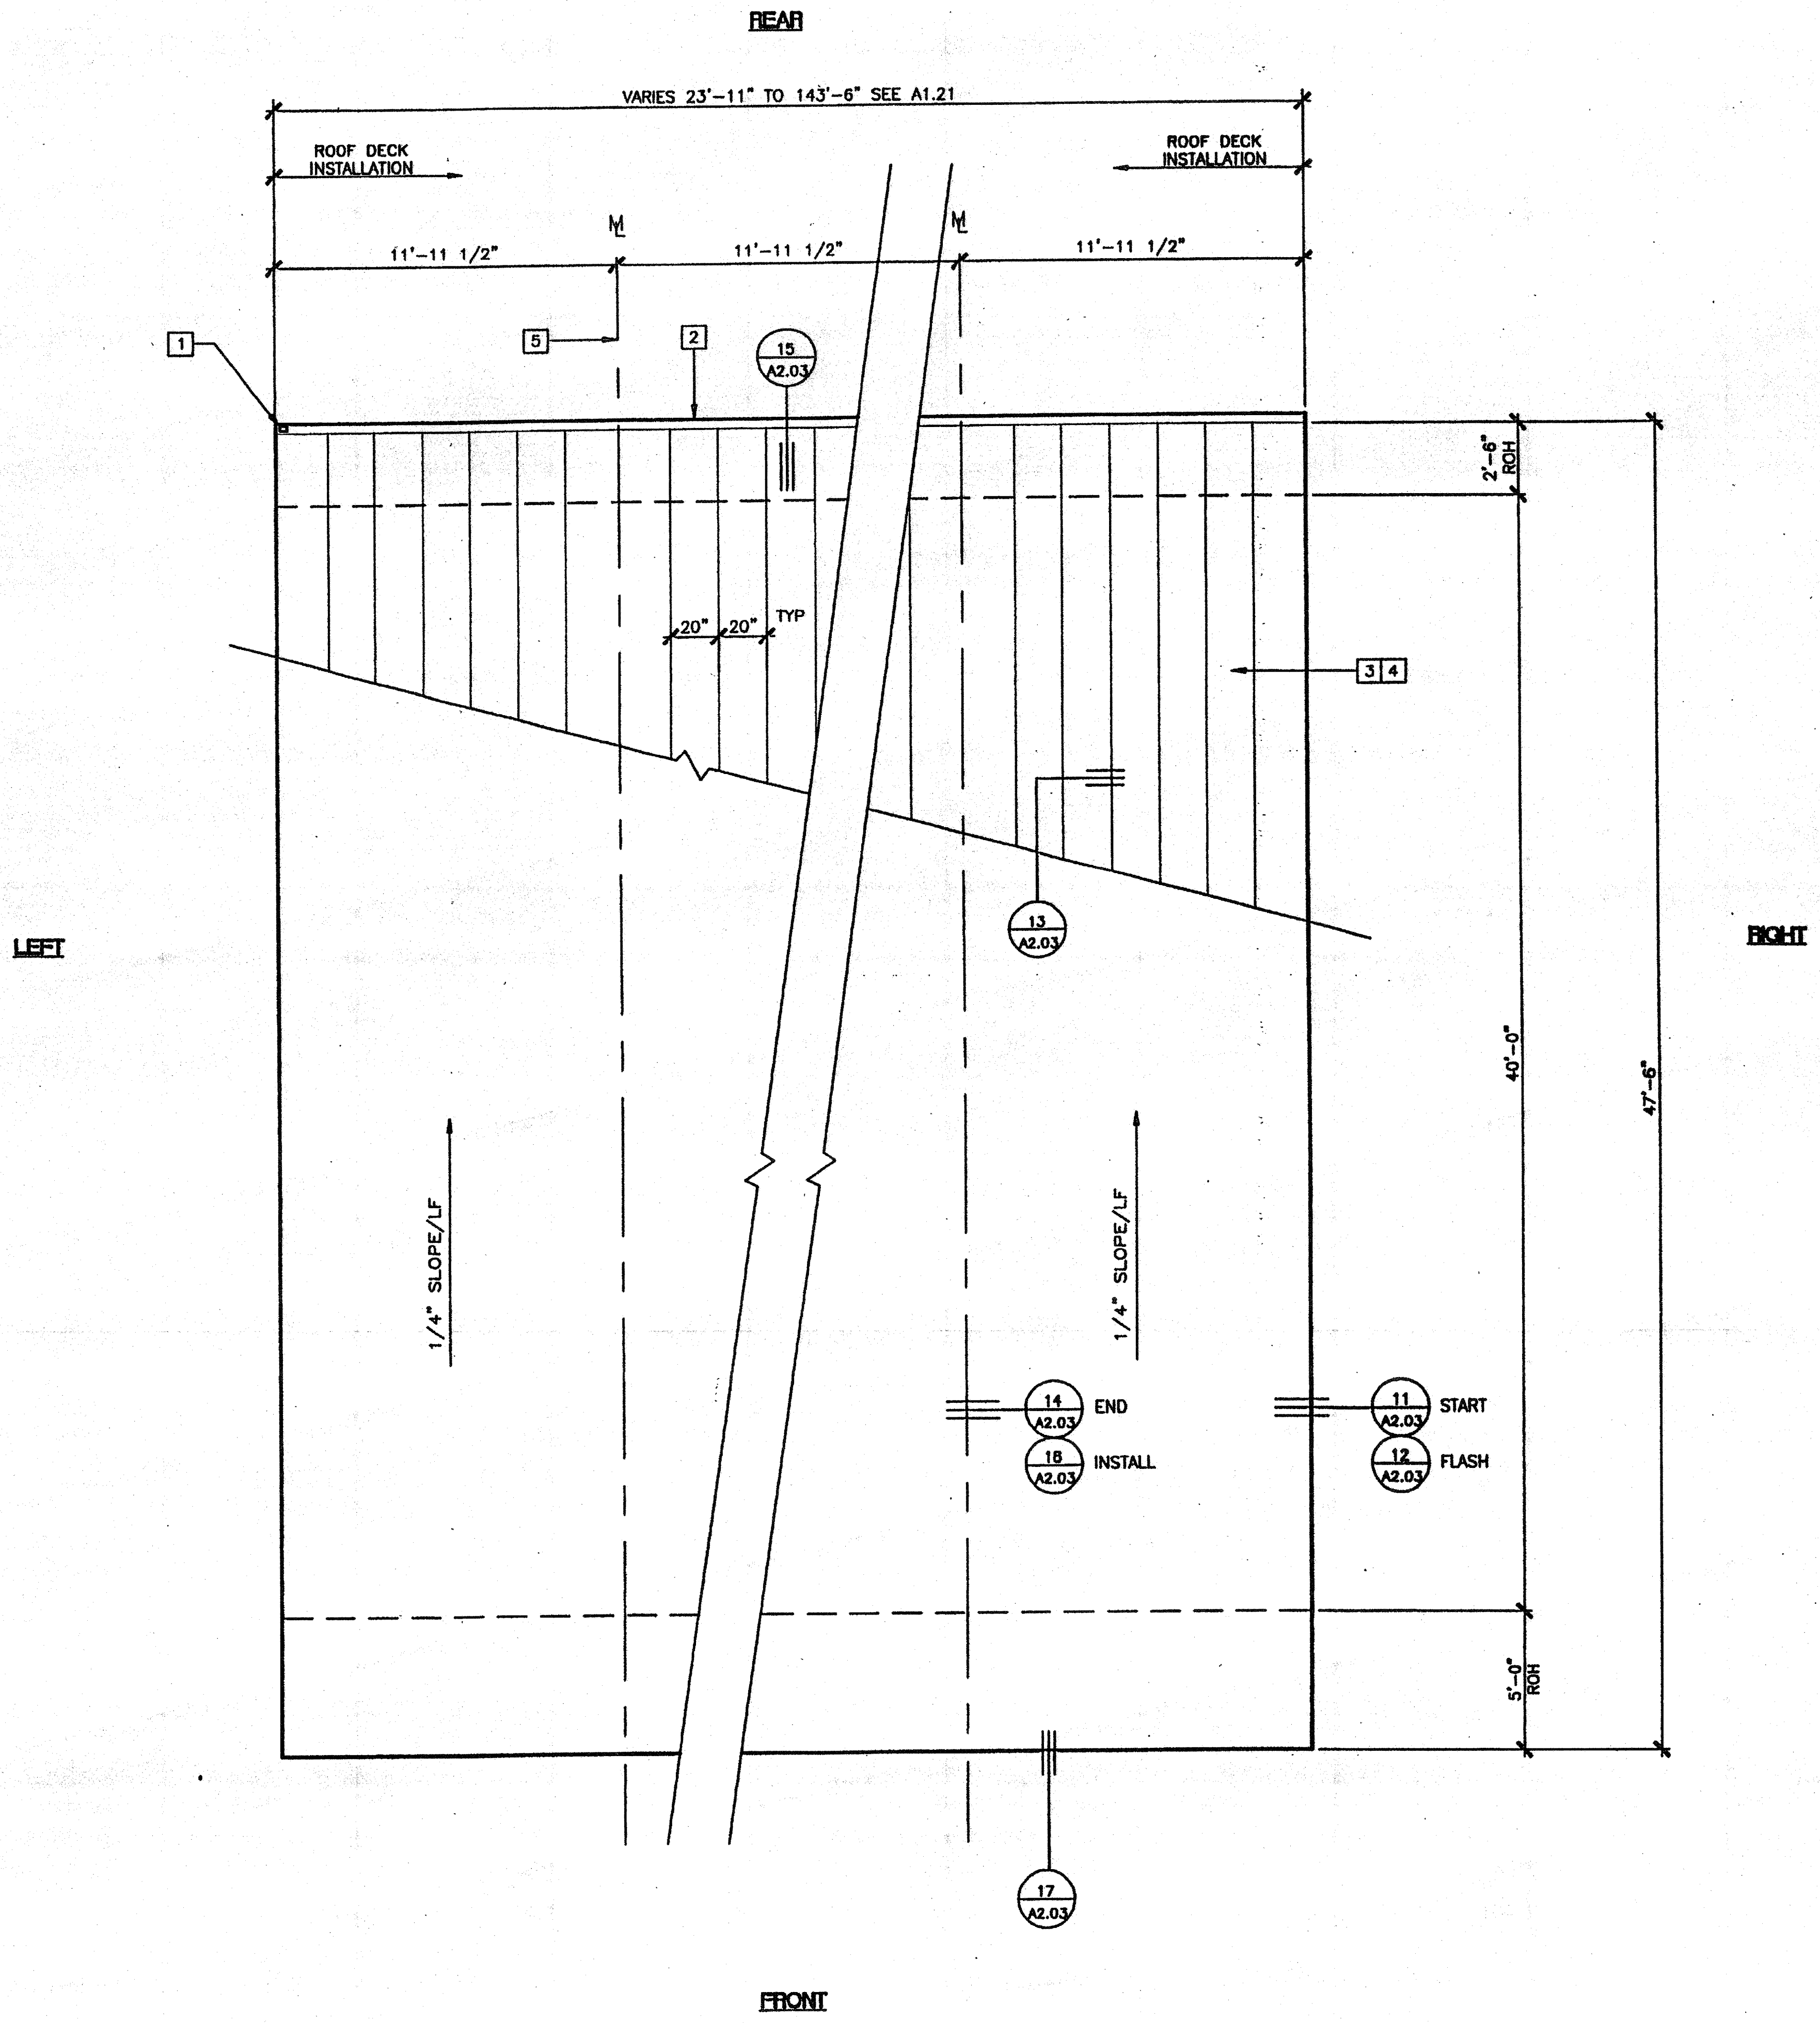 REAR
VARIES 23'-11" TO 143'-6" SEE A1.21
ROOF DECK
INSTALLATION
ROOF DECK
INSTALLATION
ML
ML
11'-11 1/2"
11'-11 1/2"
11'-11 1/2"
1
5
2
15
A2.03
2'-6"
ROH
20"
20"
TYP
3 4
13
A2.03
LEFT
RIGHT
40'-0"
47'-6"
1/4" SLOPE/LF
1/4" SLOPE/LF
14
A2.03
END
11
A2.03
START
18
A2.03
INSTALL
12
A2.03
FLASH
5'-0"
ROH
17
A2.03
FRONT